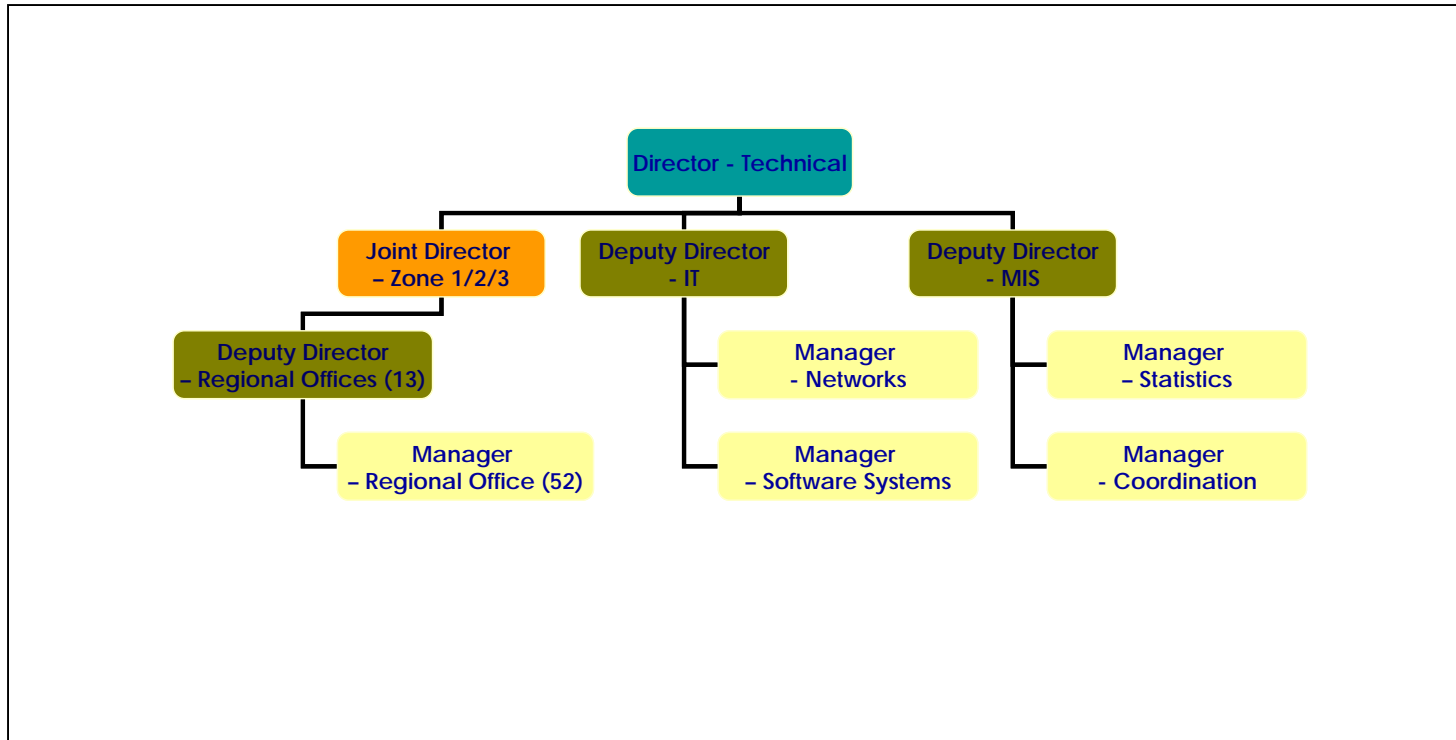 Director - Technical
Joint Director
– Zone 1/2/3
Deputy Director
- IT
Deputy Director
- MIS
Deputy Director
– Regional Offices (13)
Manager
- Networks
Manager
– Statistics
Manager
– Regional Office (52)
Manager
– Software Systems
Manager
- Coordination